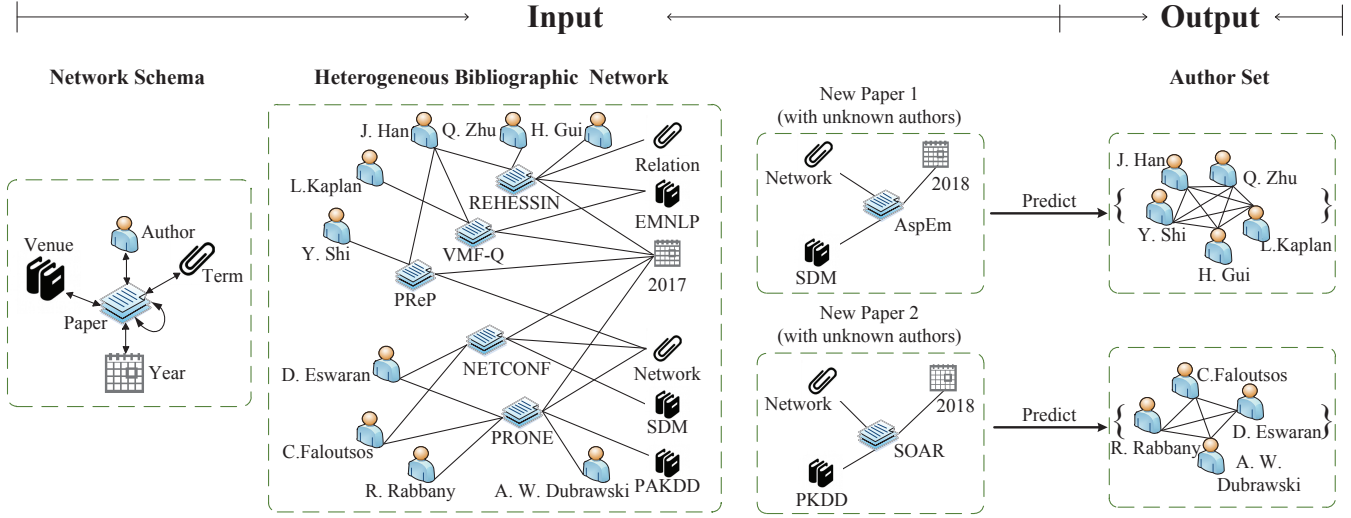 Input
Output
Network Schema
Heterogeneous Bibliographic Network
Author Set
Venue
Author
Term
Paper
Year
J. Han
Q. Zhu
H. Gui
L.Kaplan
Y. Shi
REHESSIN
VMF-Q
PReP
NETCONF
PRONE
D. Eswaran
C.Faloutsos
R. Rabbany
A. W. Dubrawski
Relation
EMNLP
2017
Network
SDM
PAKDD
New Paper 1
(with unknown authors)
Network
2018
AspEm
SDM
New Paper 2
(with unknown authors)
Network
2018
SOAR
PKDD
Predict
Predict
{
J. Han
Q. Zhu
Y. Shi
L.Kaplan
H. Gui
}
{
C.Faloutsos
R. Rabbany
D. Eswaran
A. W.
Dubrawski
}